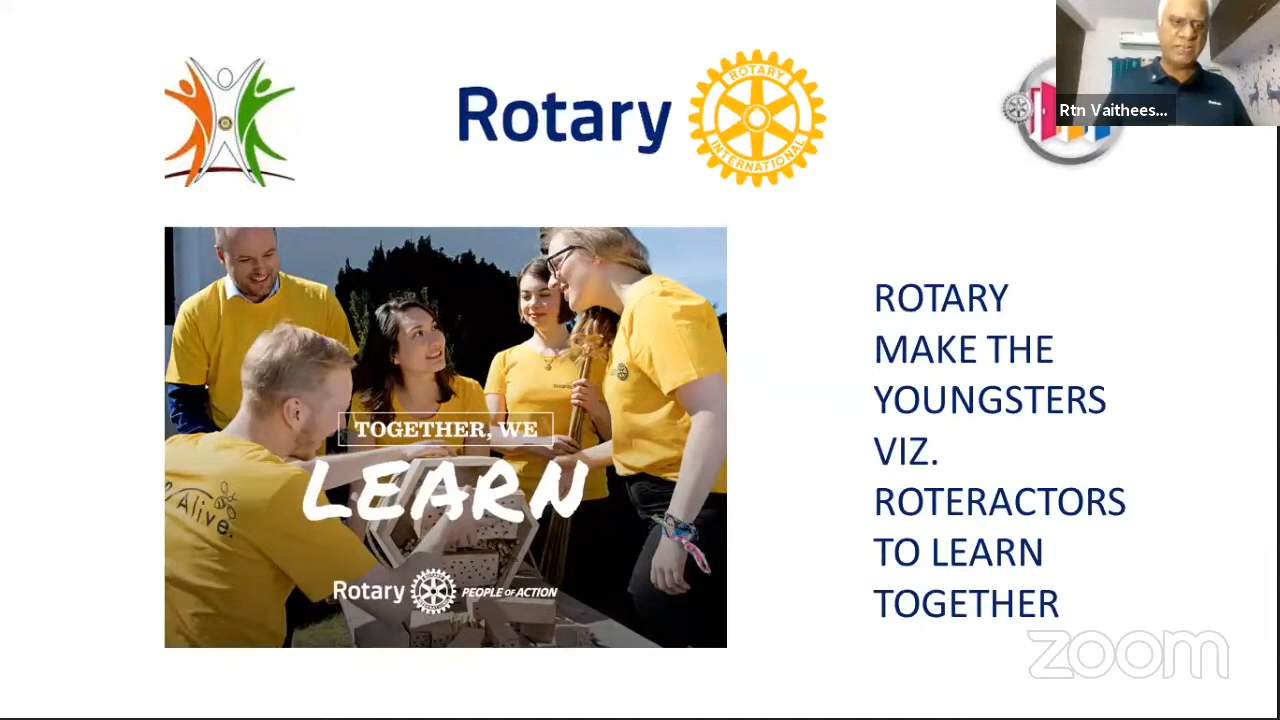 Rotary
ROTARY
INTERNATIONAL
Rtn Vaithees...
Alive.
TOGETHER, WE
LEARN
Rotary
PEOPLE OF ACTION
ROTARY
MAKE THE
YOUNGSTERS
VIZ.
ROTERACTORS
TO LEARN
TOGETHER
zoom